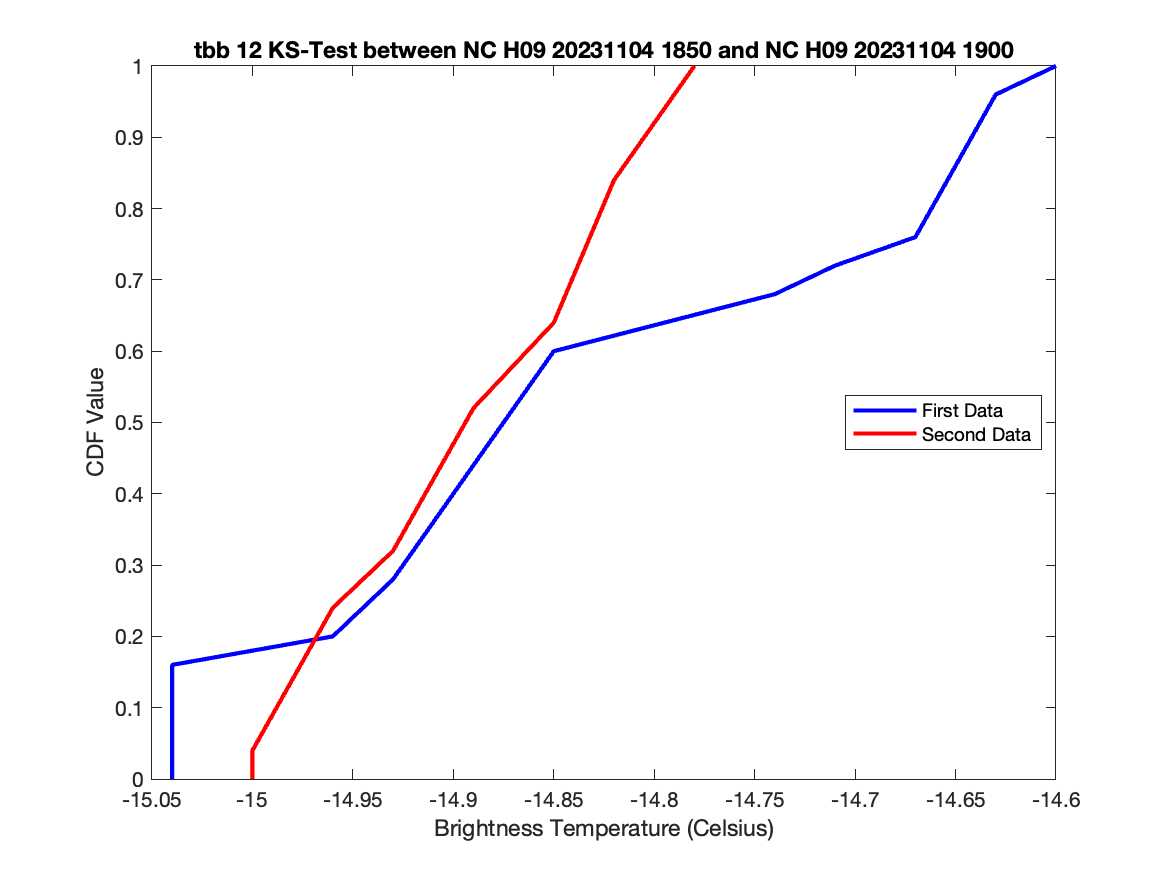 tbb 12 KS-Test between NC H09 20231104 1850 and NC H09 20231104 1900
1
0.9
0.8
0.7
0.6
0.5
0.4
0.3
0.2
0.1
0
CDF Value
First Data
Second Data
-15.05 -15 -14.95 -14.9 -14.85 -14.8 -14.75 -14.7 -14.65 -14.6
Brightness Temperature (Celsius)